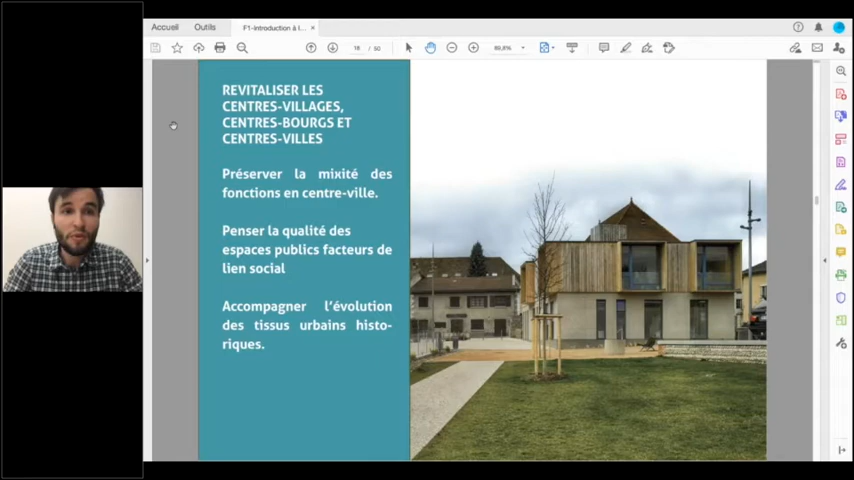 Accueil
Outils
F1-introduction à l...
18 / 50
69,8%
REVITALISER LES
CENTRES-VILLAGES,
CENTRES-BOURGS ET
CENTRES-VILLES
Préserver la mixité des
fonctions en centre-ville.
Penser la qualité des
espaces publics facteurs de
lien social
Accompagner l'évolution
des tissus urbains histo-
riques.